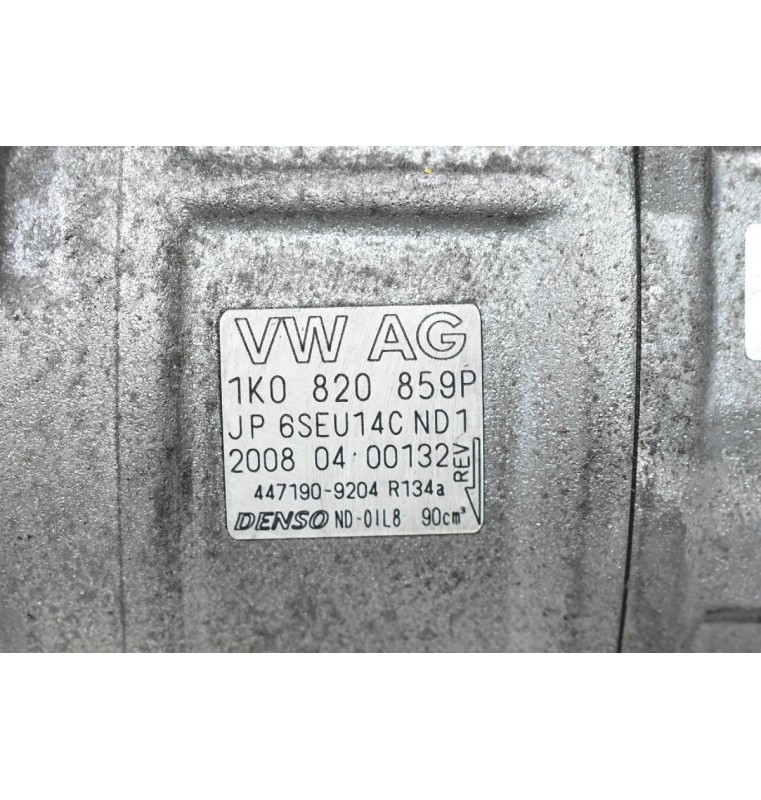 VW AG
1K0 820 859P
JP 6SEU14C ND1
2008 04 00132
REV
447190-9204 R134a
DENSO ND-OIL8 90cm³